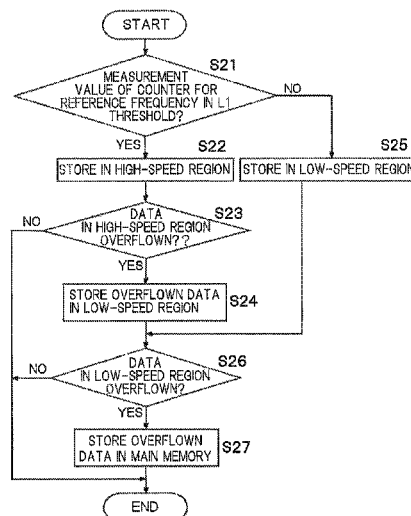 START
S21
MEASUREMENT
VALUE OF COUNTER FOR
REFERENCE FREQUENCY IN L1
THRESHOLD?
NO
YES
S22
S25
STORE IN HIGH-SPEED REGION
STORE IN LOW-SPEED REGION
S23
NO
DATA
IN HIGH-SPEED REGION
OVERFLOWN??
YES
STORE OVERFLOWN DATA
IN LOW-SPEED REGION
S24
S26
NO
DATA
IN LOW-SPEED REGION
OVERFLOWN?
YES
STORE OVERFLOWN
DATA IN MAIN MEMORY
S27
END